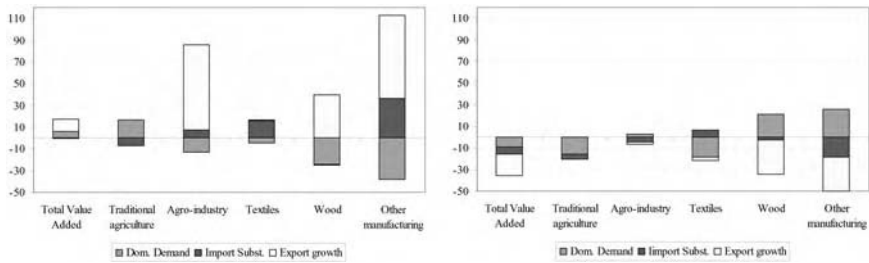 110
90
70
50
30
10
-10
-30
-50
Total Value Added
Traditional agriculture
Agro-industry
Textiles
Wood
Other manufacturing
Dom. Demand
Import Subst.
Export growth
110
90
70
50
30
10
-10
-30
-50
Total Value Added
Traditional agriculture
Agro-industry
Textiles
Wood
Other manufacturing
Dom. Demand
Iimport Subst.
Export growth